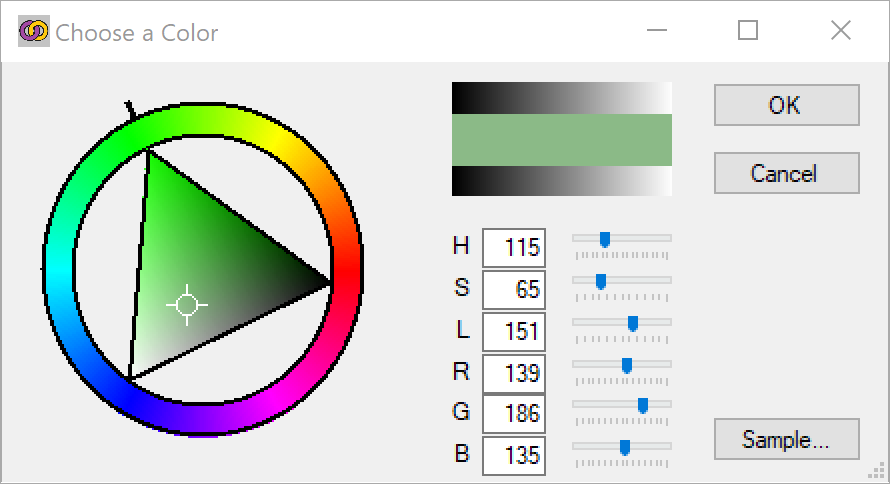 Choose a Color
OK
Cancel
H 115
S 65
L 151
R 139
G 186
B 135
Sample...